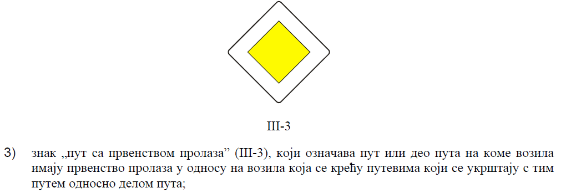 III-3
3) знак „пут са првенством пролаза” (III-3), који означава пут или део пута на коме возила
имају првенство пролаза у односу на возила која се крећу путевима који се укрштају с тим
путем односно делом пута;